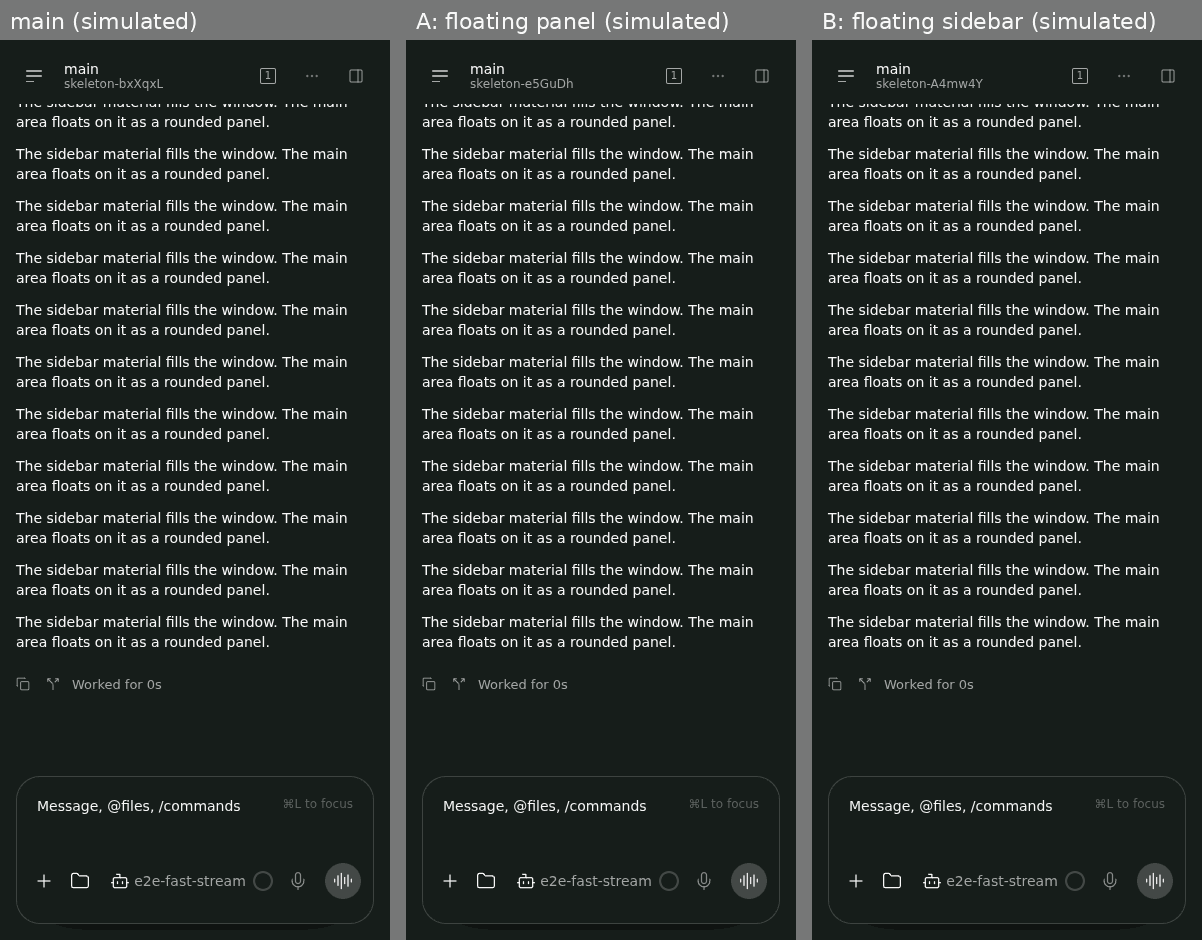 main (simulated)
main
skeleton-bxXqxL
1
The sidebar material fills the window. The main
area floats on it as a rounded panel.
The sidebar material fills the window. The main
area floats on it as a rounded panel.
The sidebar material fills the window. The main
area floats on it as a rounded panel.
The sidebar material fills the window. The main
area floats on it as a rounded panel.
The sidebar material fills the window. The main
area floats on it as a rounded panel.
The sidebar material fills the window. The main
area floats on it as a rounded panel.
The sidebar material fills the window. The main
area floats on it as a rounded panel.
The sidebar material fills the window. The main
area floats on it as a rounded panel.
The sidebar material fills the window. The main
area floats on it as a rounded panel.
The sidebar material fills the window. The main
area floats on it as a rounded panel.
The sidebar material fills the window. The main
area floats on it as a rounded panel.
Worked for 0s
Message, @files, /commands
⌘L to focus
e2e-fast-stream
A: floating panel (simulated)
main
skeleton-e5GuDh
1
The sidebar material fills the window. The main
area floats on it as a rounded panel.
The sidebar material fills the window. The main
area floats on it as a rounded panel.
The sidebar material fills the window. The main
area floats on it as a rounded panel.
The sidebar material fills the window. The main
area floats on it as a rounded panel.
The sidebar material fills the window. The main
area floats on it as a rounded panel.
The sidebar material fills the window. The main
area floats on it as a rounded panel.
The sidebar material fills the window. The main
area floats on it as a rounded panel.
The sidebar material fills the window. The main
area floats on it as a rounded panel.
The sidebar material fills the window. The main
area floats on it as a rounded panel.
The sidebar material fills the window. The main
area floats on it as a rounded panel.
The sidebar material fills the window. The main
area floats on it as a rounded panel.
Worked for 0s
Message, @files, /commands
⌘L to focus
e2e-fast-stream
B: floating sidebar (simulated)
main
skeleton-A4mw4Y
1
The sidebar material fills the window. The main
area floats on it as a rounded panel.
The sidebar material fills the window. The main
area floats on it as a rounded panel.
The sidebar material fills the window. The main
area floats on it as a rounded panel.
The sidebar material fills the window. The main
area floats on it as a rounded panel.
The sidebar material fills the window. The main
area floats on it as a rounded panel.
The sidebar material fills the window. The main
area floats on it as a rounded panel.
The sidebar material fills the window. The main
area floats on it as a rounded panel.
The sidebar material fills the window. The main
area floats on it as a rounded panel.
The sidebar material fills the window. The main
area floats on it as a rounded panel.
The sidebar material fills the window. The main
area floats on it as a rounded panel.
The sidebar material fills the window. The main
area floats on it as a rounded panel.
Worked for 0s
Message, @files, /commands
⌘L to focus
e2e-fast-stream